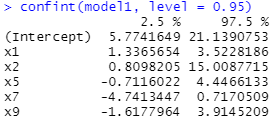 > confint(model1, level = 0.95)
2.5 % 97.5 %
(Intercept) 5.7741649 21.1390753
x1 1.3365654 3.5228186
x2 0.8098205 15.0087715
x5 -0.7116022 4.4466133
x7 -4.7413447 0.7170509
x9 -1.6177964 3.9145209